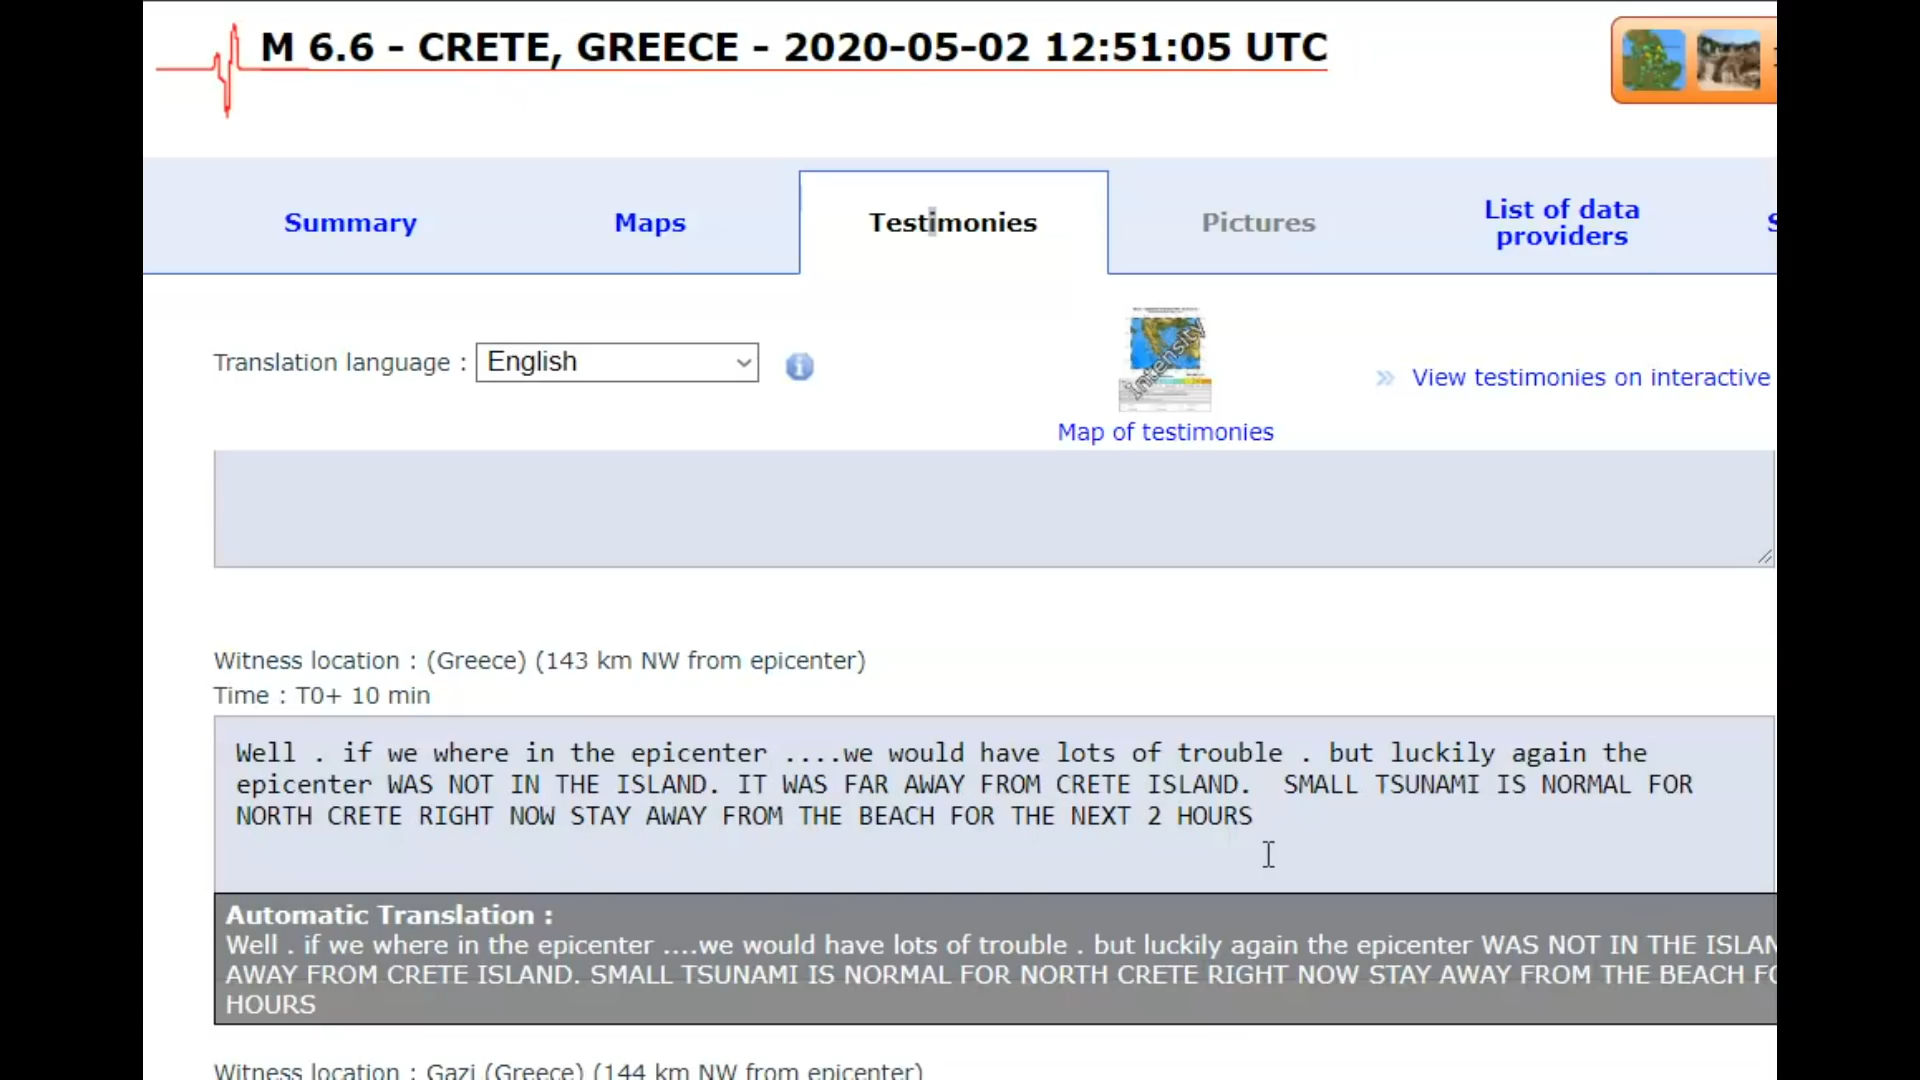 M 6.6 - CRETE, GREECE - 2020-05-02 12:51:05 UTC
Summary
Maps
Testimonies
Pictures
List of data
providers
S
Translation language : English
intensity
Map of testimonies
» View testimonies on interactive
Witness location : (Greece) (143 km NW from epicenter)
Time : T0+ 10 min
Well . if we where in the epicenter ....we would have lots of trouble . but luckily again the
epicenter WAS NOT IN THE ISLAND. IT WAS FAR AWAY FROM CRETE ISLAND.  SMALL TSUNAMI IS NORMAL FOR
NORTH CRETE RIGHT NOW STAY AWAY FROM THE BEACH FOR THE NEXT 2 HOURS
Automatic Translation :
Well . if we where in the epicenter ....we would have lots of trouble . but luckily again the epicenter WAS NOT IN THE ISLAN
AWAY FROM CRETE ISLAND. SMALL TSUNAMI IS NORMAL FOR NORTH CRETE RIGHT NOW STAY AWAY FROM THE BEACH FO
HOURS
Witness location : Gazi (Greece) (144 km NW from epicenter)